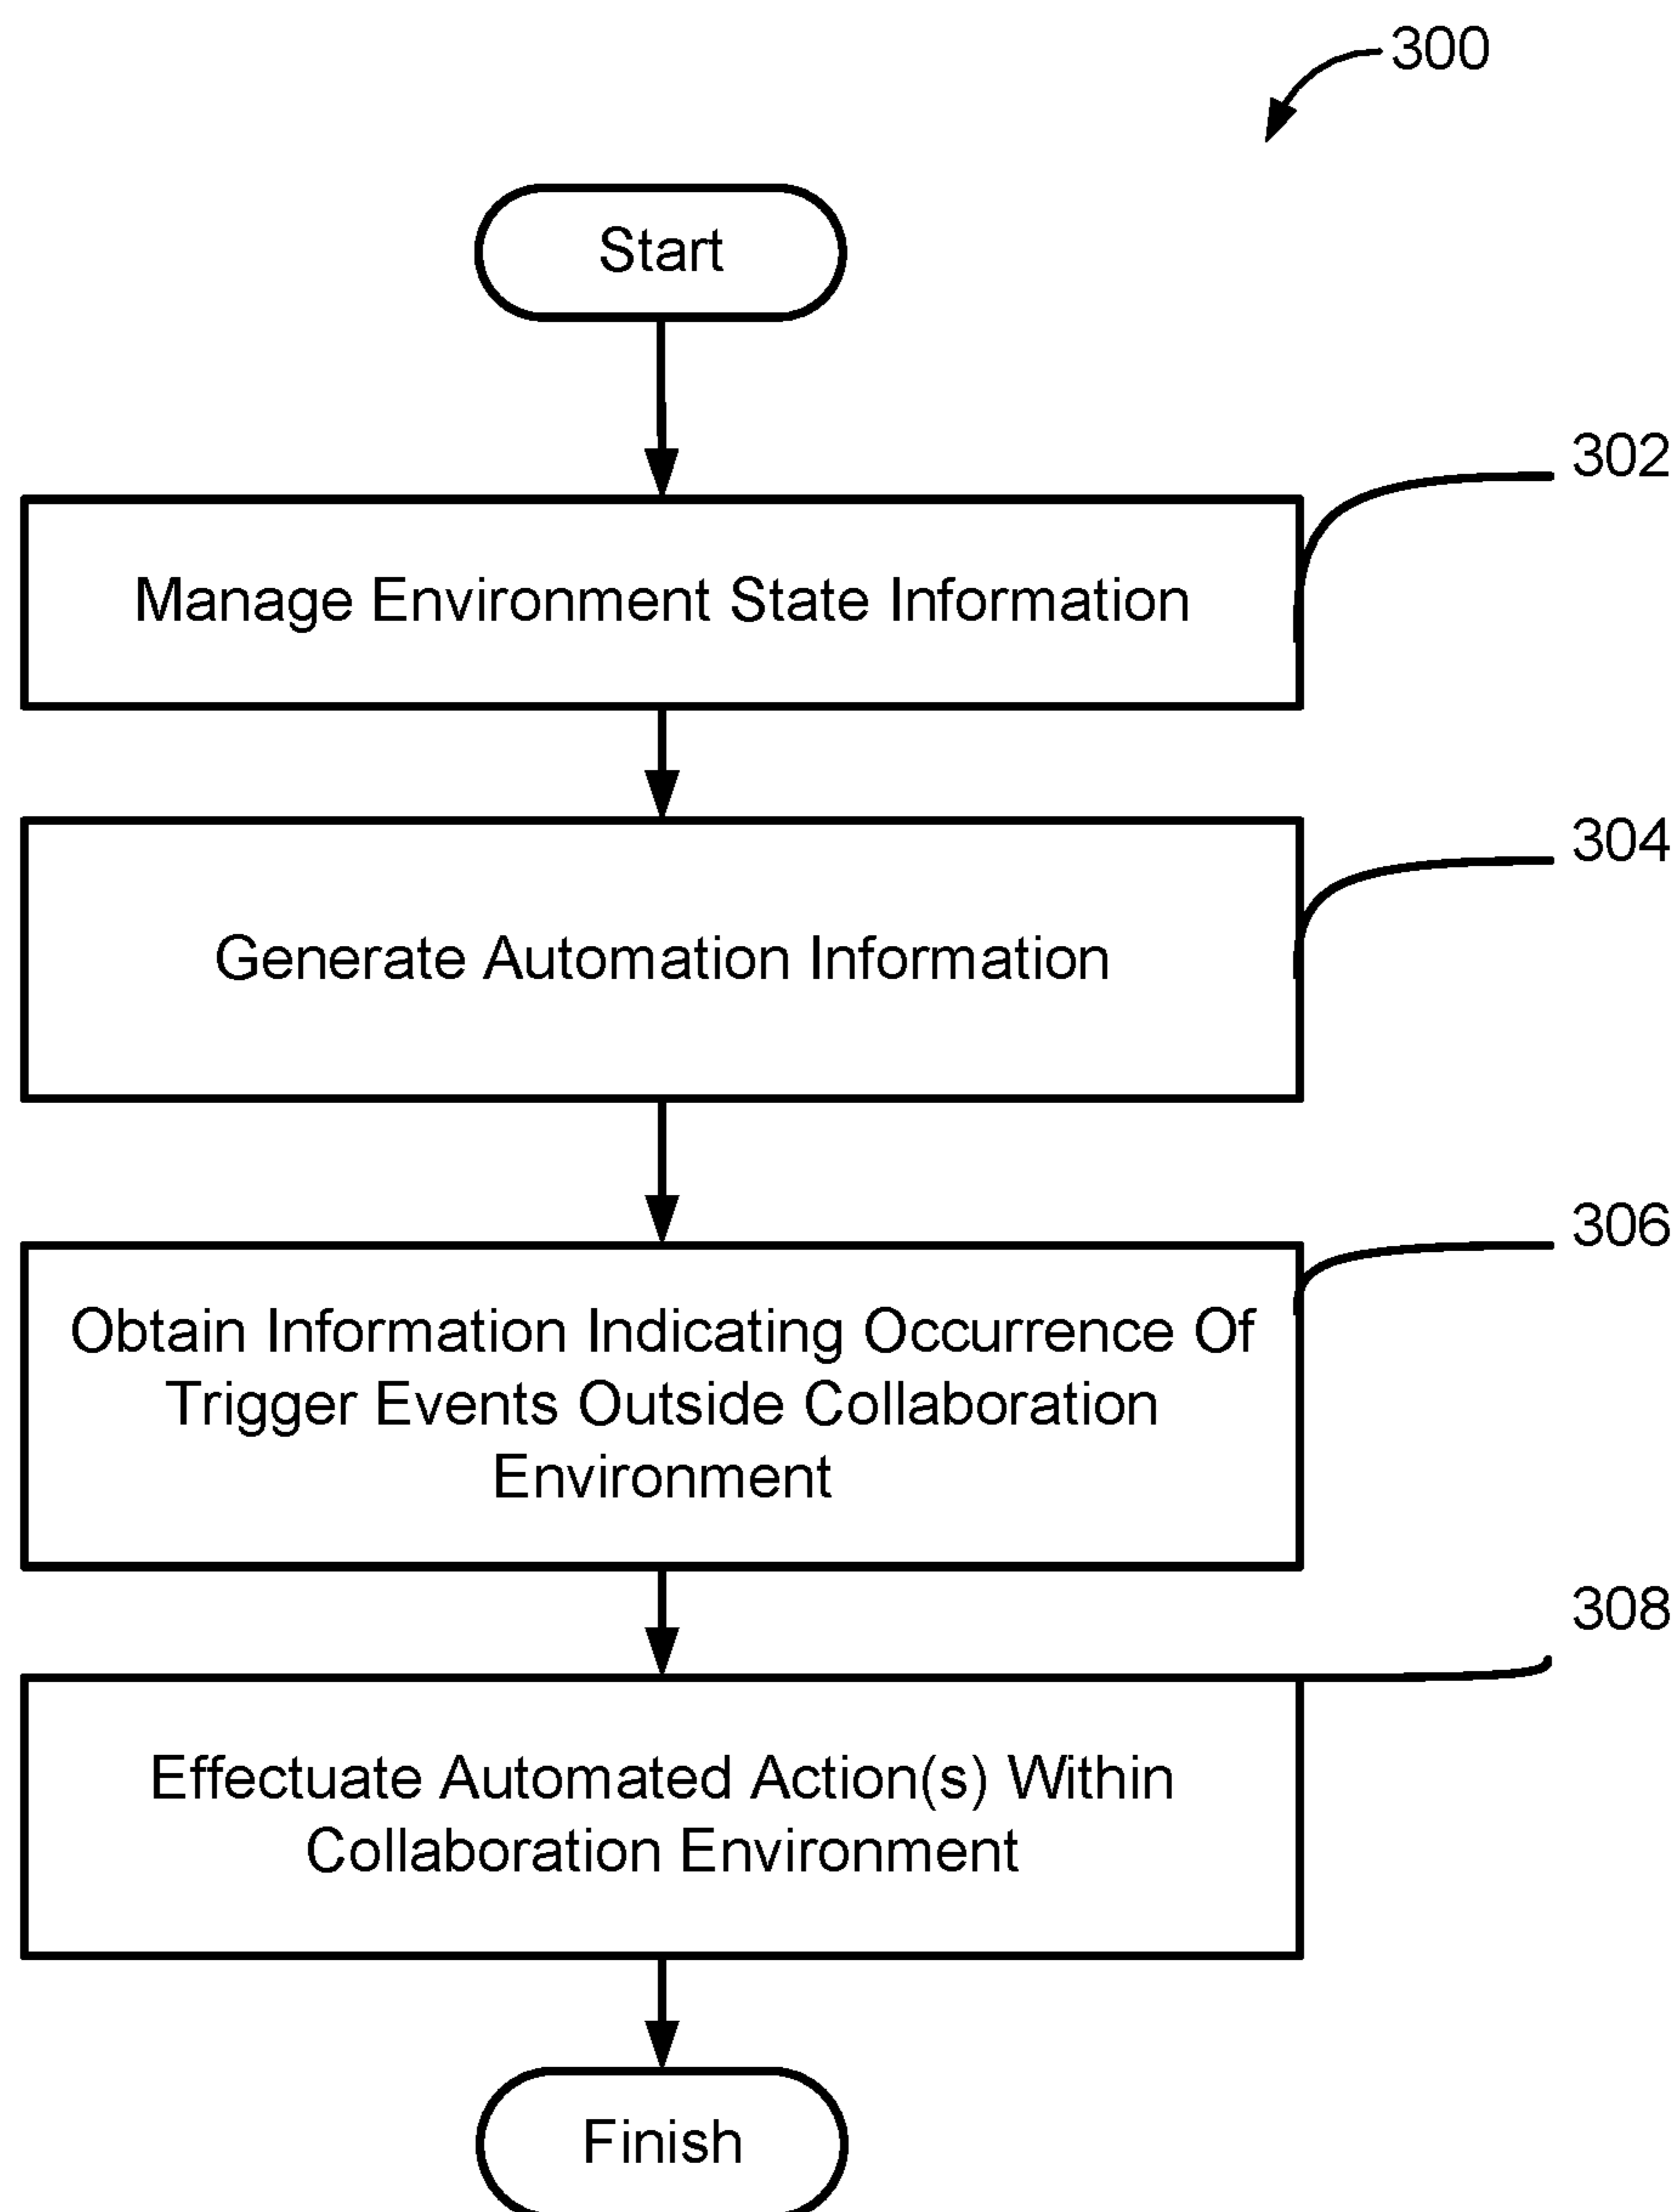 300
Start
302
Manage Environment State Information
304
Generate Automation Information
306
Obtain Information Indicating Occurrence Of
Trigger Events Outside Collaboration
Environment
308
Effectuate Automated Action(s) Within
Collaboration Environment
Finish